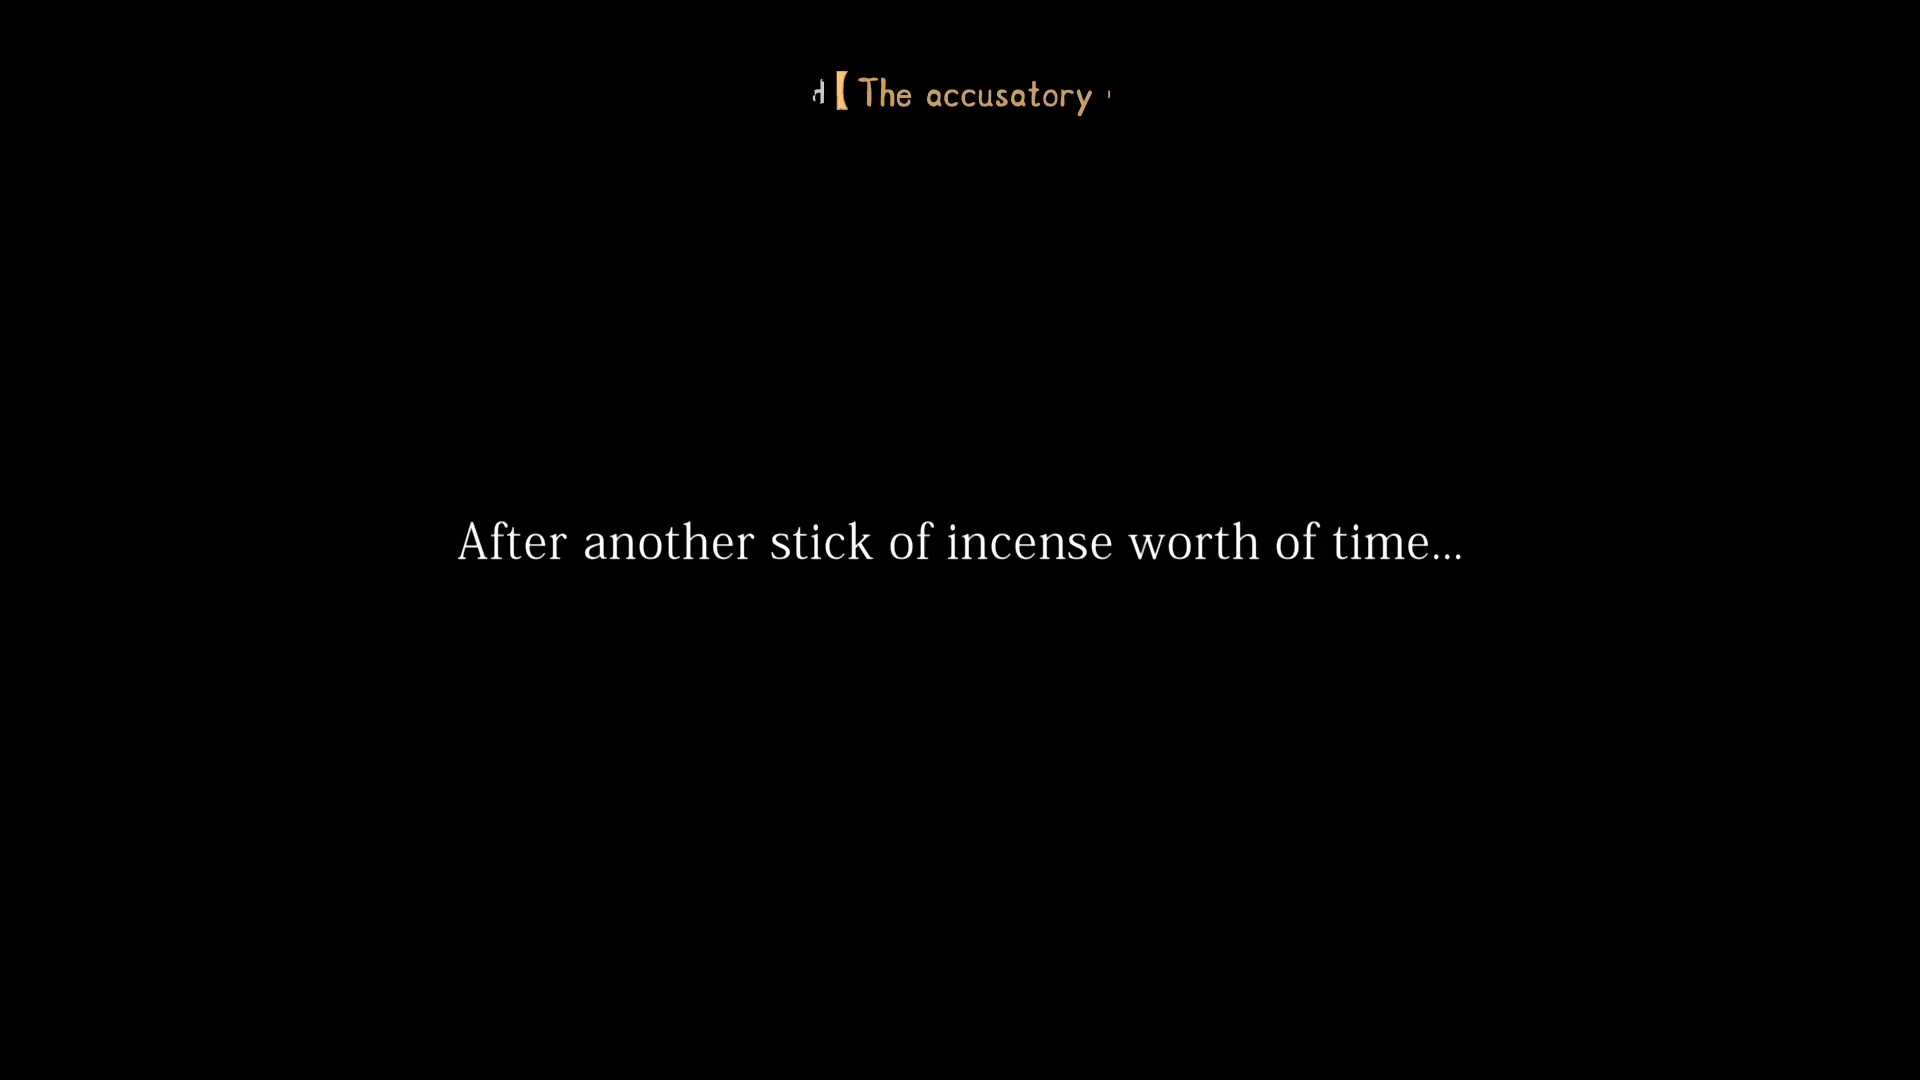 【The accusatory
After another stick of incense worth of time...